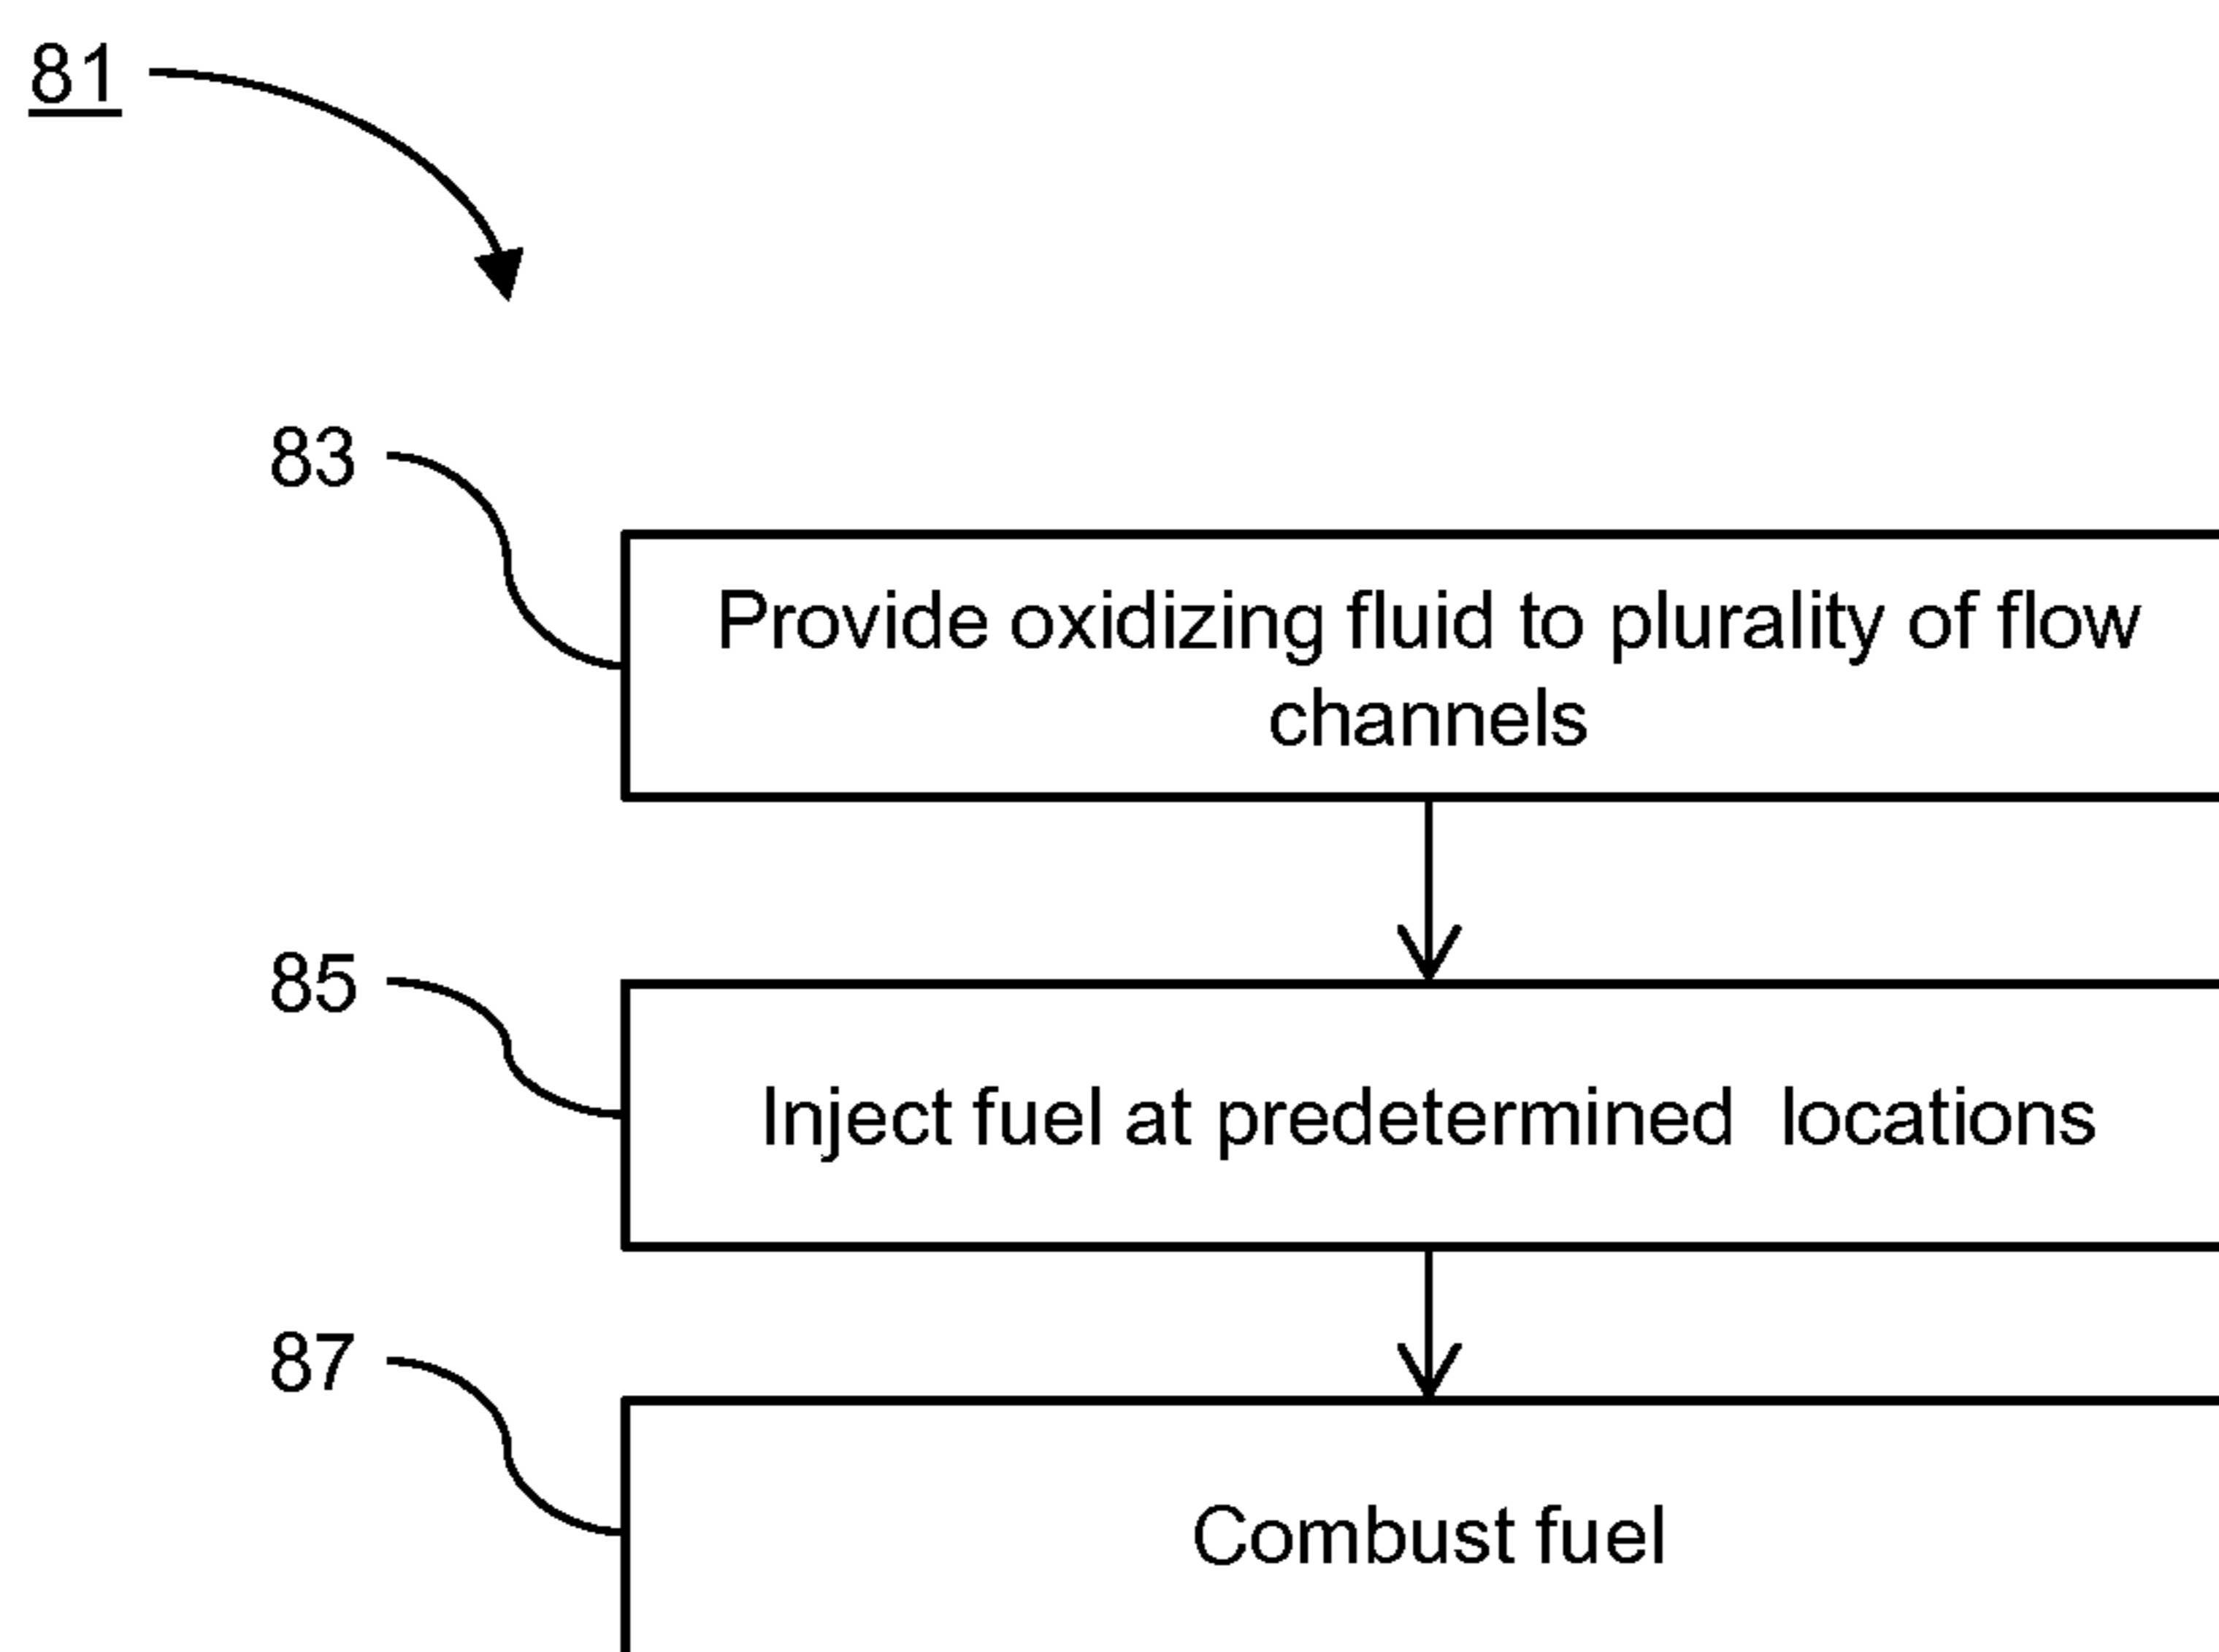 81
83
Provide oxidizing fluid to plurality of flow
channels
85
Inject fuel at predetermined locations
87
Combust fuel